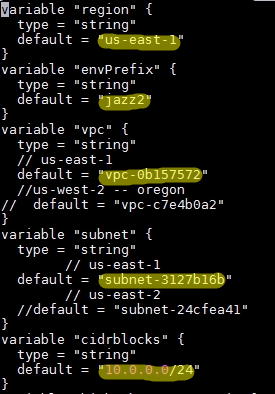 variable "region" {
  type = "string"
  default = "us-east-1"
}
variable "envPrefix" {
  type = "string"
  default = "jazz2"
}
variable "vpc" {
  type = "string"
  // us-east-1
  default = "vpc-0b157572"
  //us-west-2 -- oregon
//  default = "vpc-c7e4b0a2"
}
variable "subnet" {
  type = "string"
        // us-east-1
  default = "subnet-3127b16b"
        // us-east-2
  //default = "subnet-24cfea41"
}
variable "cidrblocks" {
  type = "string"
  default = "10.0.0.0/24"
}